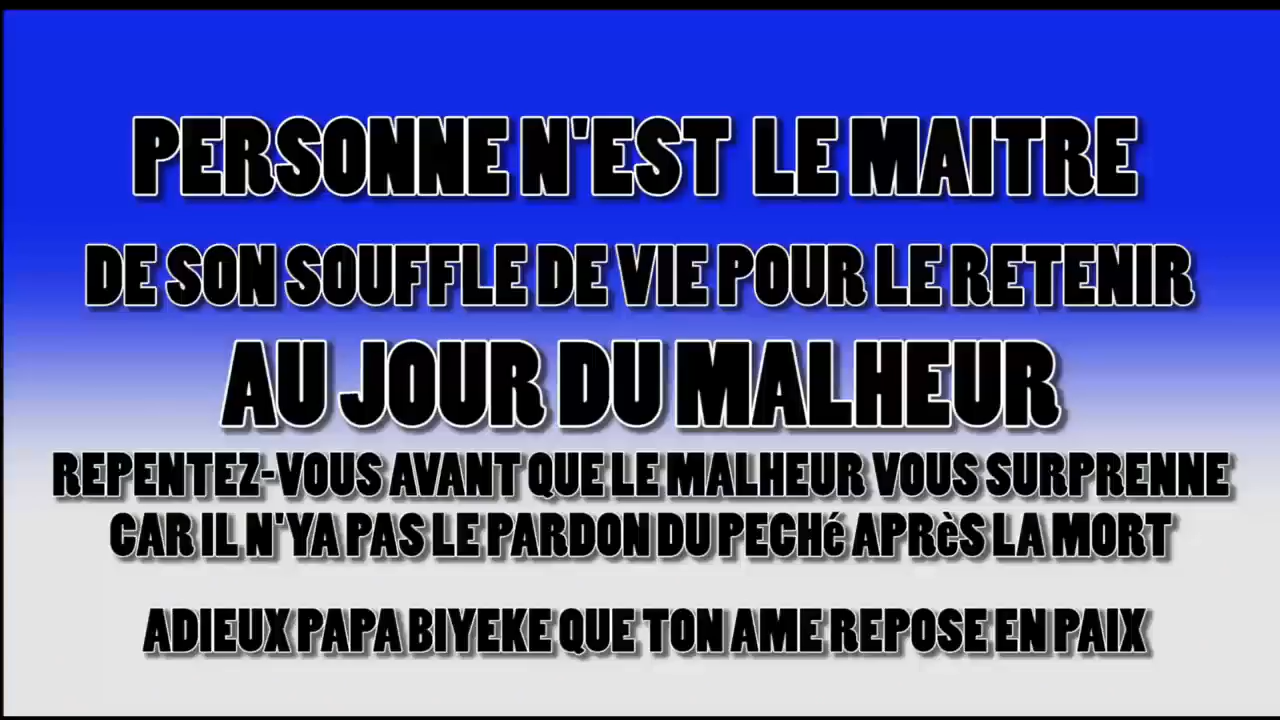 PERSONNE N'EST LE MAITRE
DE SON SOUFFLE DE VIE POUR LE RETENIR
AU JOUR DU MALHEUR
REPENTEZ-VOUS AVANT QUE LE MALHEUR VOUS SURPRENNE
CAR IL N'YA PAS LE PARDON DU PECHé APRèS LA MORT
ADIEUX PAPA BIYEKE QUE TON AME REPOSE EN PAIX